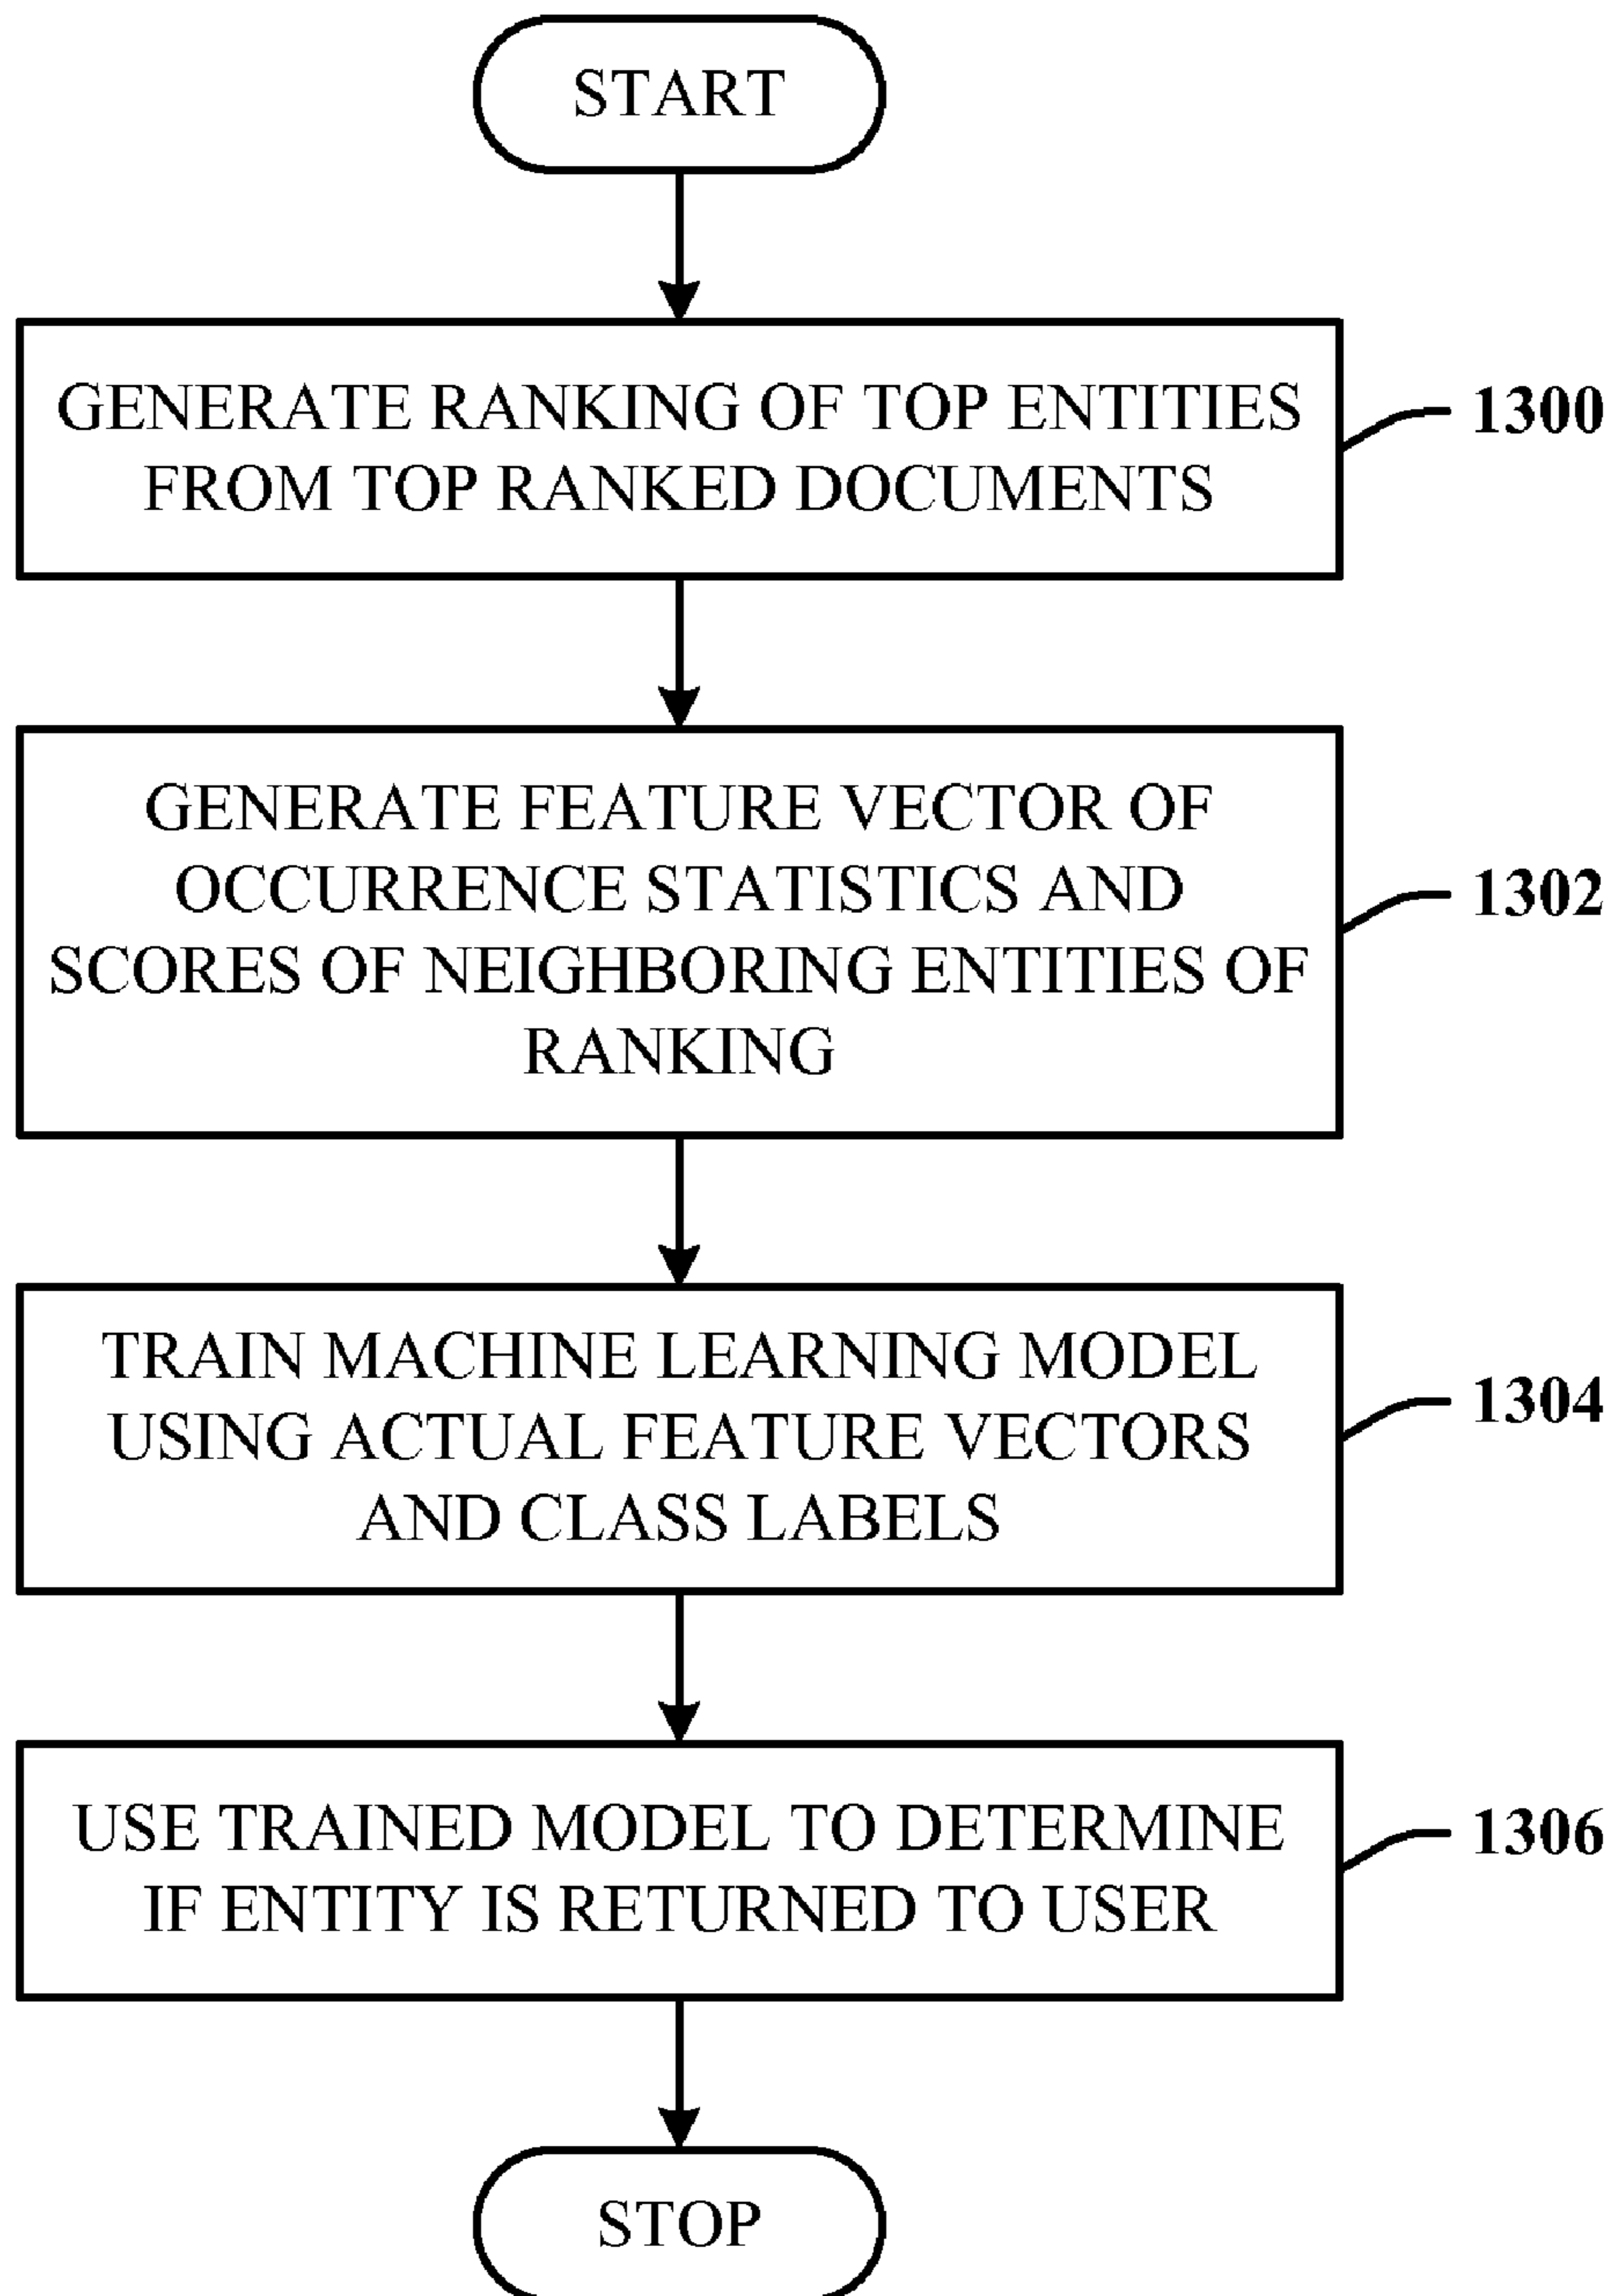 START
GENERATE RANKING OF TOP ENTITIES
FROM TOP RANKED DOCUMENTS
1300
GENERATE FEATURE VECTOR OF
OCCURRENCE STATISTICS AND
SCORES OF NEIGHBORING ENTITIES OF
RANKING
1302
TRAIN MACHINE LEARNING MODEL
USING ACTUAL FEATURE VECTORS
AND CLASS LABELS
1304
USE TRAINED MODEL TO DETERMINE
IF ENTITY IS RETURNED TO USER
1306
STOP